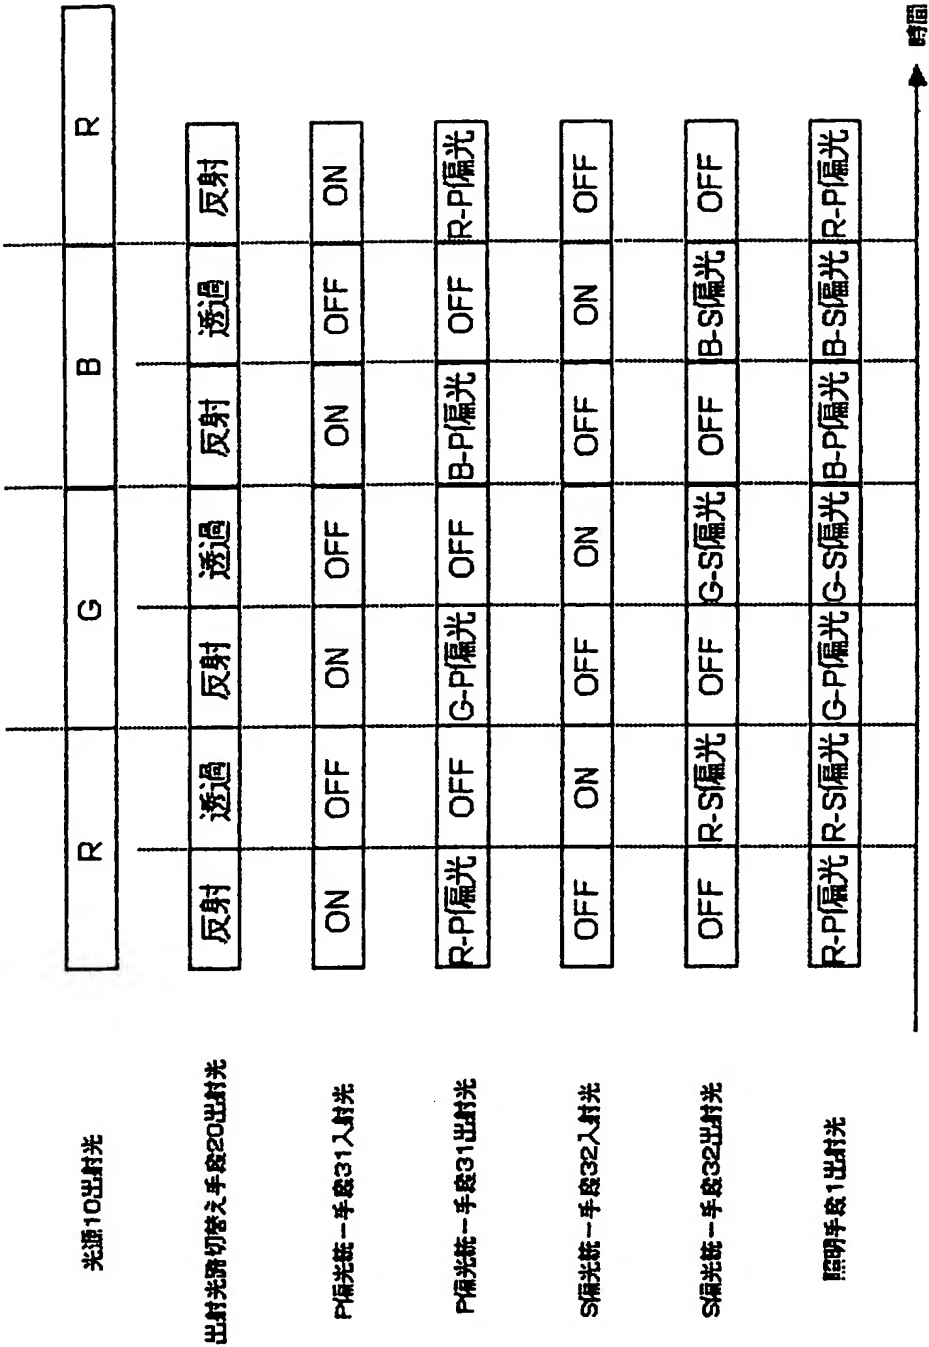 光源10出射光
R
G
B
R
出射光路切替え手段20出射光
反射
透過
反射
透過
反射
透過
反射
P偏光統一手段31入射光
ON
OFF
ON
OFF
ON
OFF
ON
P偏光統一手段31出射光
R-P偏光
OFF
G-P偏光
OFF
B-P偏光
OFF
R-P偏光
S偏光統一手段32入射光
OFF
ON
OFF
ON
OFF
ON
OFF
S偏光統一手段32出射光
OFF
R-S偏光
OFF
G-S偏光
OFF
B-S偏光
OFF
照明手段1出射光
R-P偏光
R-S偏光
G-P偏光
G-S偏光
B-P偏光
B-S偏光
R-P偏光
時間